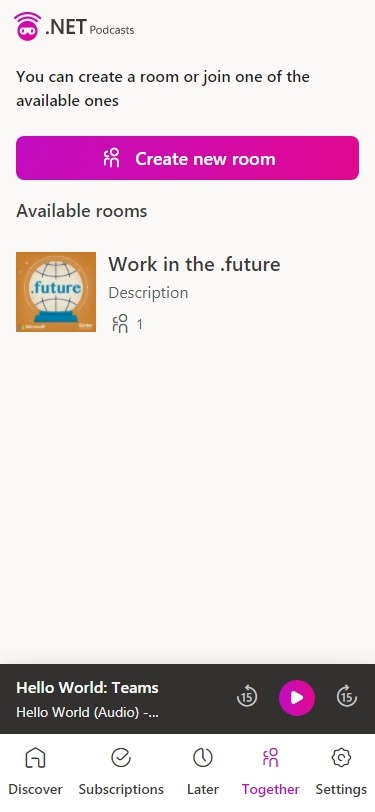 .NET Podcasts
You can create a room or join one of the
available ones
Create new room
Available rooms
.future
Microsoft
Work in the .future
Description
1
Hello World: Teams
Hello World (Audio) -...
15
15
Discover
Subscriptions
Later
Together
Settings